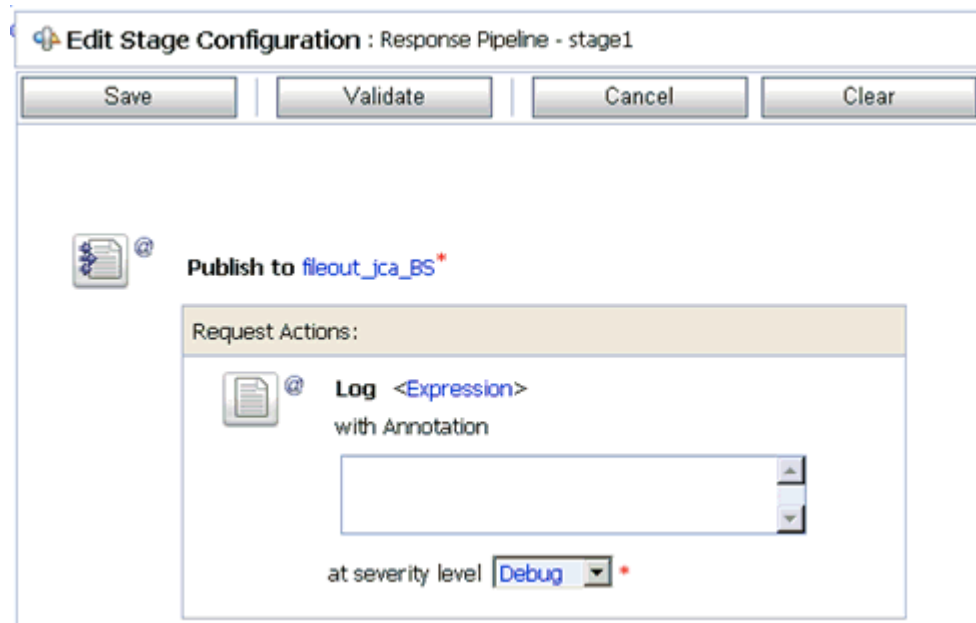 Edit Stage Configuration : Response Pipeline - stage1
Save Validate Cancel Clear
@ Publish to fileout_jca_BS*
Request Actions:
@ Log <Expression>
with Annotation
at severity level Debug *